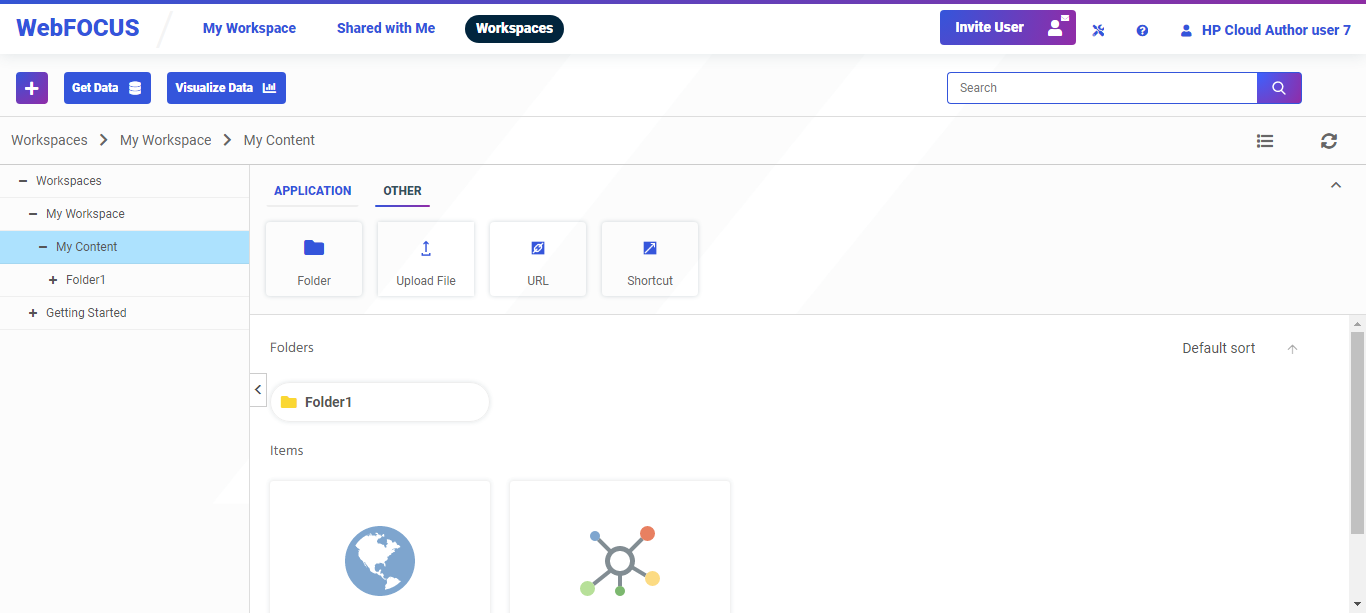 WebFOCUS
My Workspace
Shared with Me
Workspaces
Invite User
HP Cloud Author user 7
Get Data
Visualize Data
Search
Workspaces
My Workspace
My Content
Workspaces
My Workspace
My Content
Folder1
Getting Started
APPLICATION
OTHER
Folder
Upload File
URL
Shortcut
Folders
Default sort
Folder1
Items